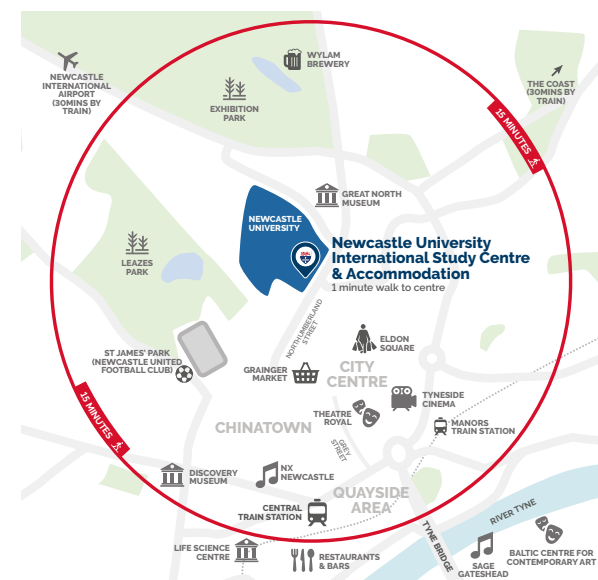 WYLAM
BREWERY
NEWCASTLE
INTERNATIONAL
AIRPORT
(30MINS BY
TRAIN)
THE COAST
(30MINS BY
TRAIN)
EXHIBITION
PARK
15 MINUTES
GREAT NORTH
MUSEUM
NEWCASTLE
UNIVERSITY
Newcastle University
International Study Centre
& Accommodation
1 minute walk to centre
LEAZES
PARK
NORTHUMBERLAND
STREET
ELDON
SQUARE
ST JAMES' PARK
(NEWCASTLE UNITED
FOOTBALL CLUB)
GRAINGER
MARKET
CITY
CENTRE
TYNESIDE
CINEMA
15 MINUTES
THEATRE
ROYAL
CHINATOWN
MANORS
TRAIN STATION
GREY
STREET
DISCOVERY
MUSEUM
NX
NEWCASTLE
QUAYSIDE
AREA
CENTRAL
TRAIN STATION
RIVER TYNE
TYNE BRIDGE
LIFE SCIENCE
CENTRE
RESTAURANTS
& BARS
SAGE
GATESHEAD
BALTIC CENTRE FOR
CONTEMPORARY ART